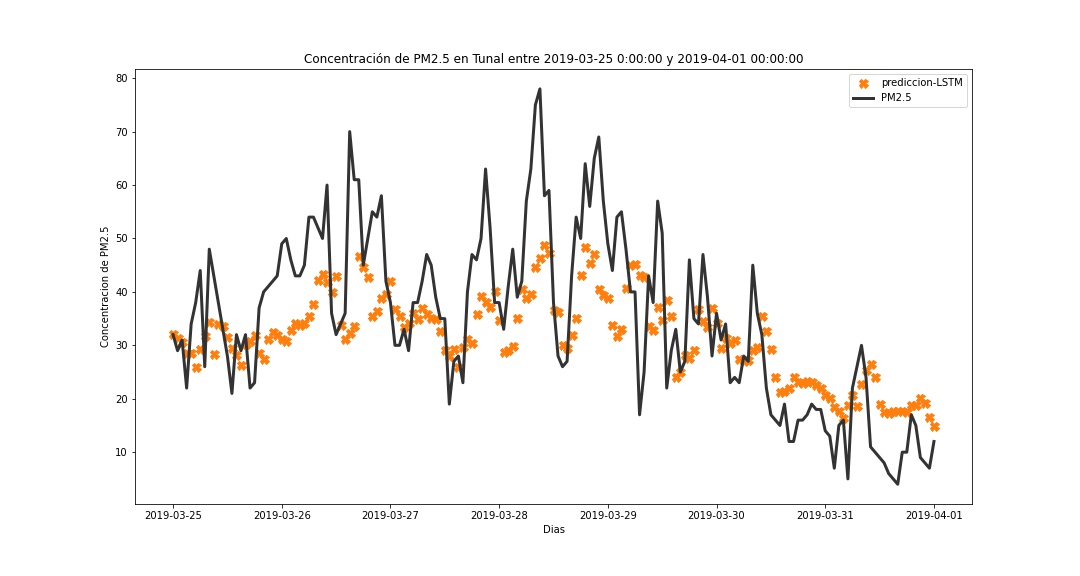 Concentración de PM2.5 en Tunal entre 2019-03-25 0:00:00 y 2019-04-01 00:00:00
prediccion-LSTM
PM2.5
Concentracion de PM2.5
80
70
60
50
40
30
20
10
2019-03-25 2019-03-26 2019-03-27 2019-03-28 2019-03-29 2019-03-30 2019-03-31 2019-04-01
Dias